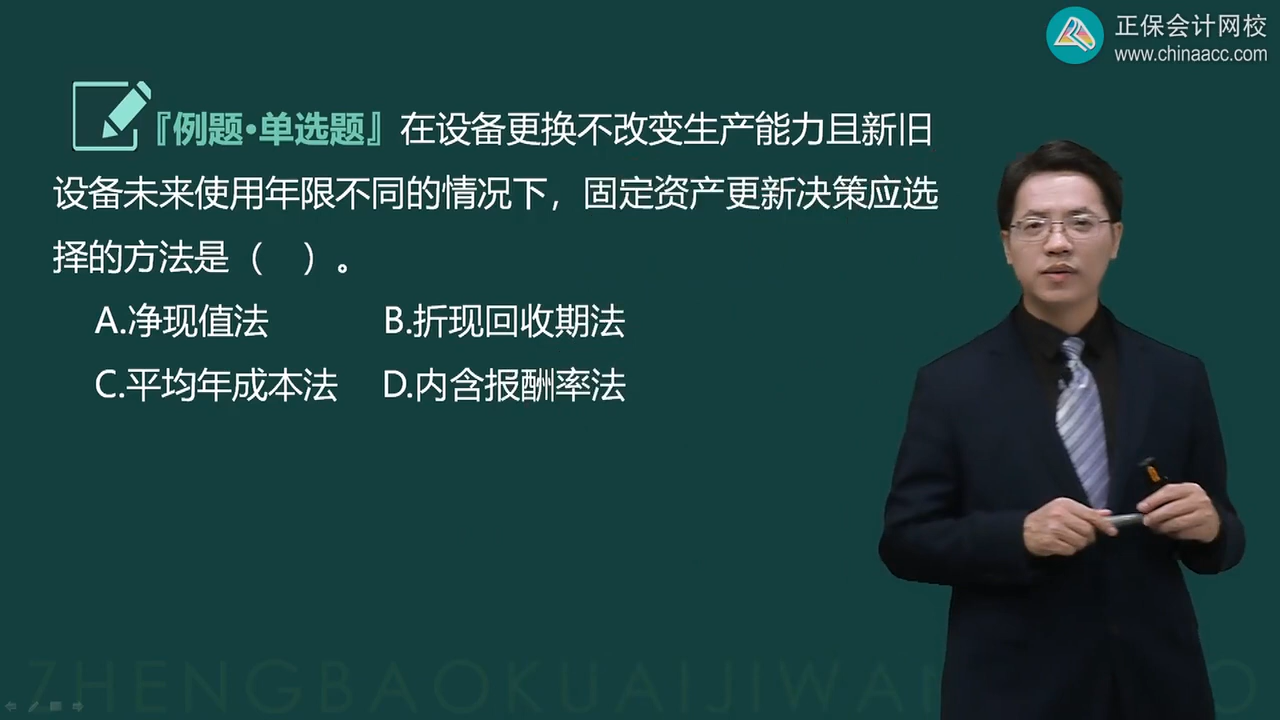 正保会计网校
www.chinaacc.com
『例题•单选题』在设备更换不改变生产能力且新旧
设备未来使用年限不同的情况下，固定资产更新决策应选
择的方法是（ ）。
A.净现值法 B.折现回收期法
C.平均年成本法 D.内含报酬率法
ZHENGBAOKUAIJIWAN